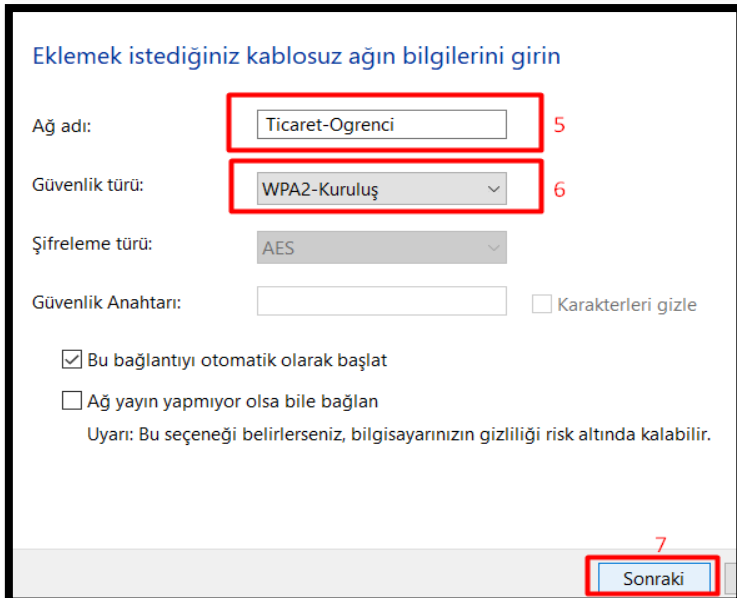 Eklemek istediğiniz kablosuz ağın bilgilerini girin
Ağ adı: Ticaret-Ogrenci 5
Güvenlik türü: WPA2-Kuruluş 6
Şifreleme türü: AES
Güvenlik Anahtarı: Karakterleri gizle
Bu bağlantıyı otomatik olarak başlat
Ağ yayın yapmıyor olsa bile bağlan
Uyarı: Bu seçeneği belirlerseniz, bilgisayarınızın gizliliği risk altında kalabilir.
7
Sonraki